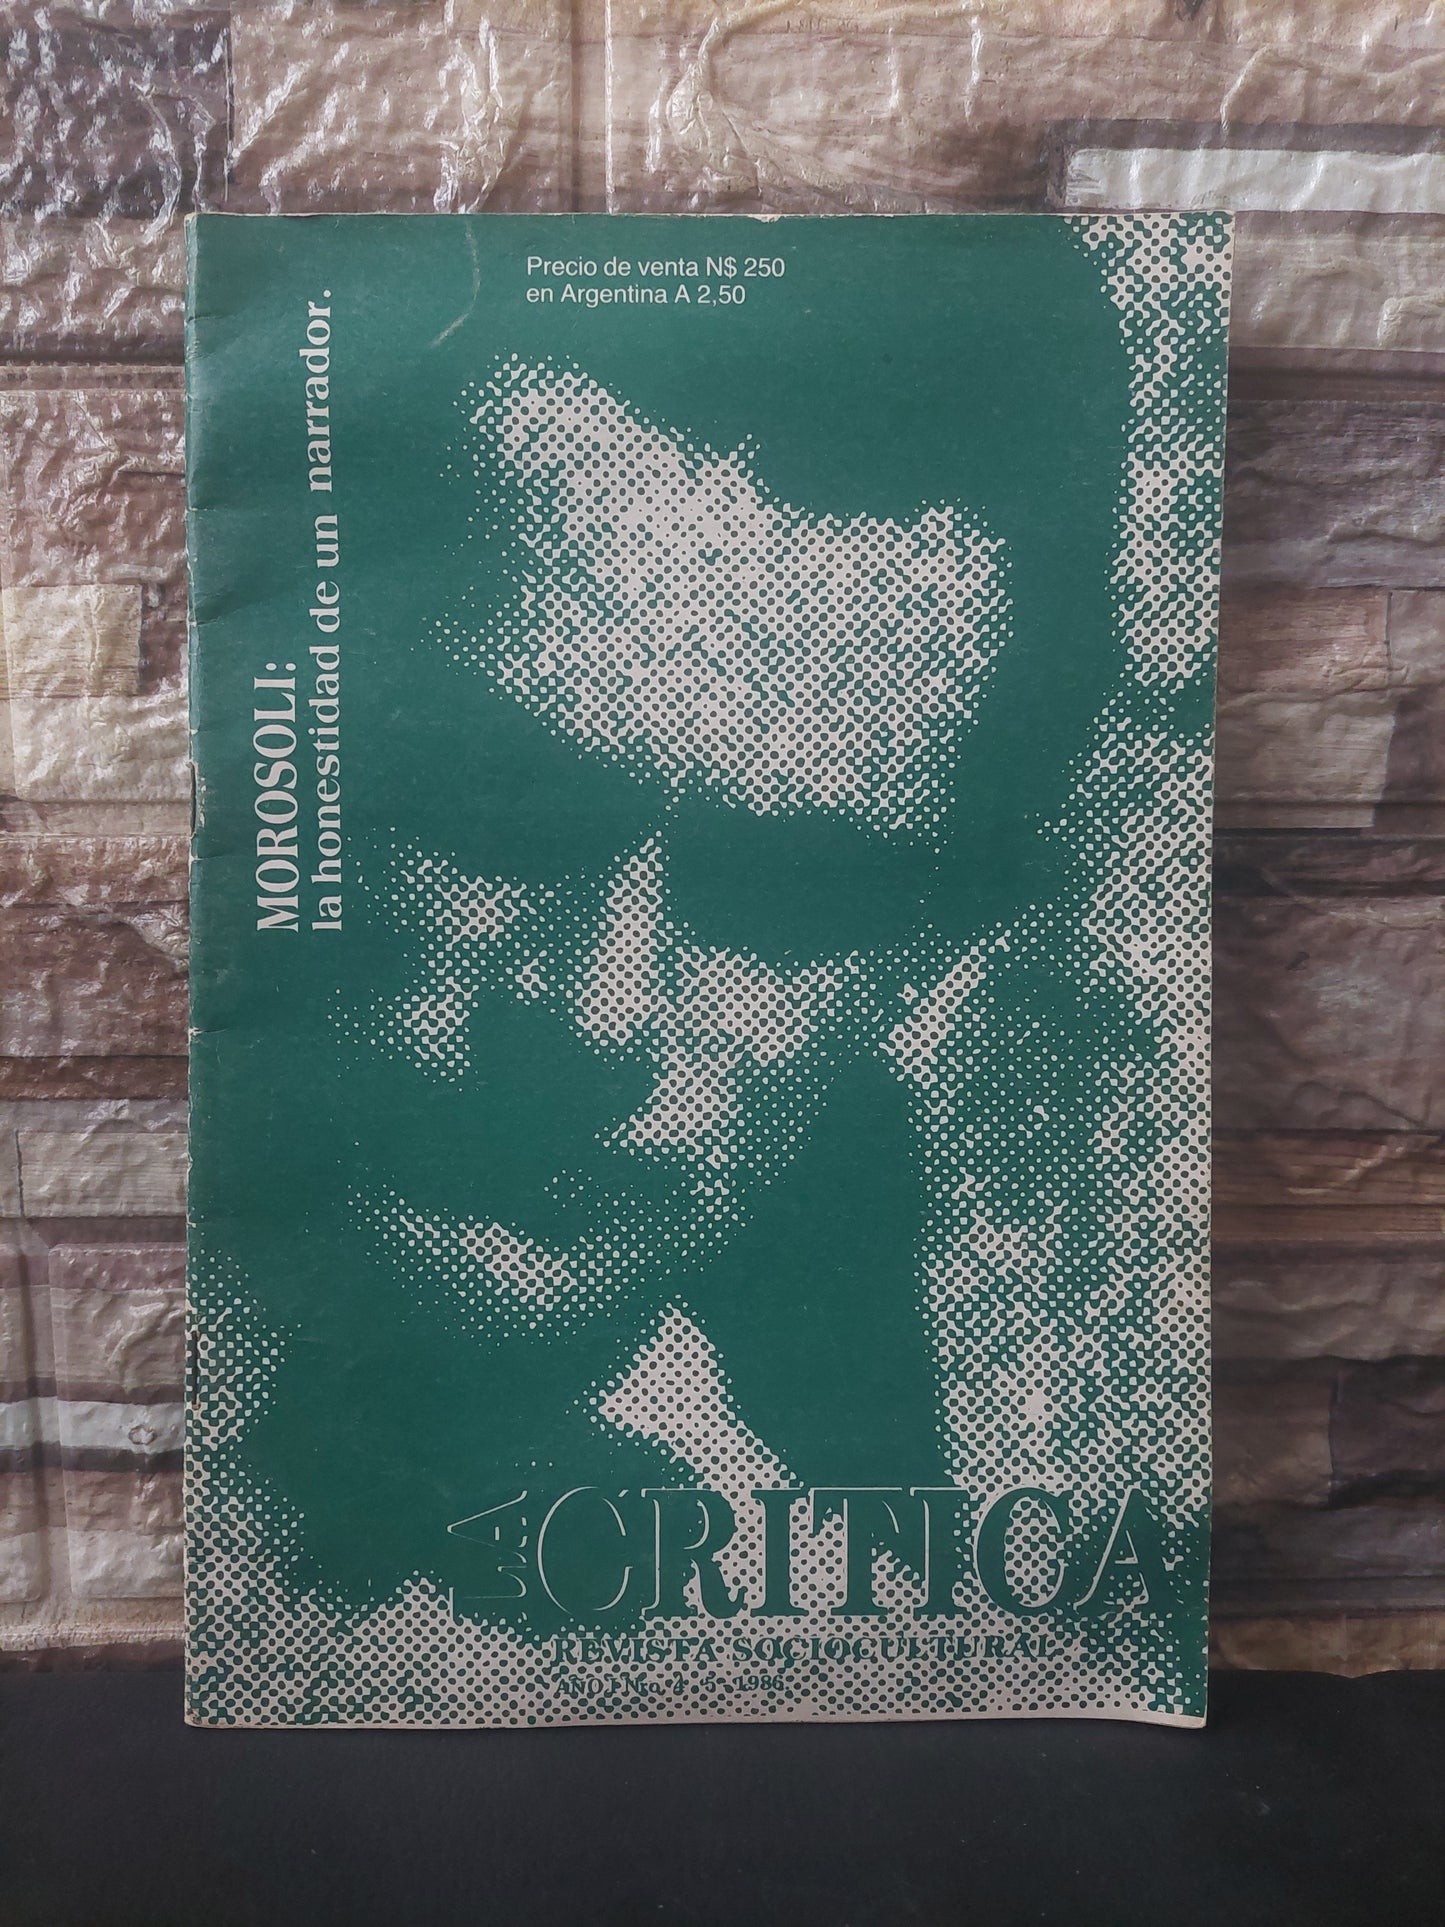 Precio de venta N$ 250
en Argentina A 2,50
MOROSOLI:
la honestidad de un narrador.
LA CRITICA
REVISTA SOCIOCULTURAL
AÑO I Nro. 4 5 - 1986.